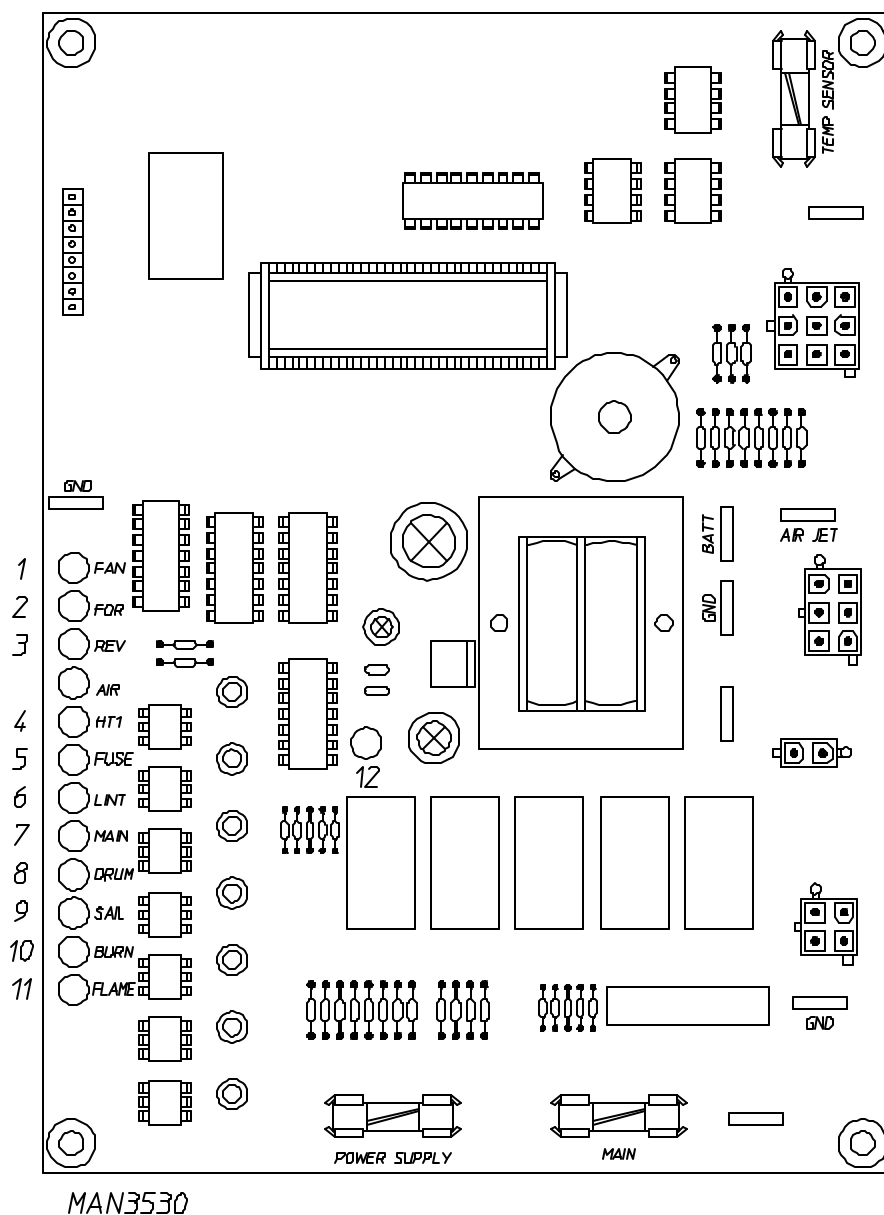 TEMP SENSOR
GND
BATT
AIR JET
GND
1 FAN
2 FOR
3 REV
AIR
4 HT1
5 FUSE
6 LINT
12
7 MAIN
8 DRUM
9 SAIL
10 BURN
11 FLAME
GND
POWER SUPPLY
MAIN
MAN3530